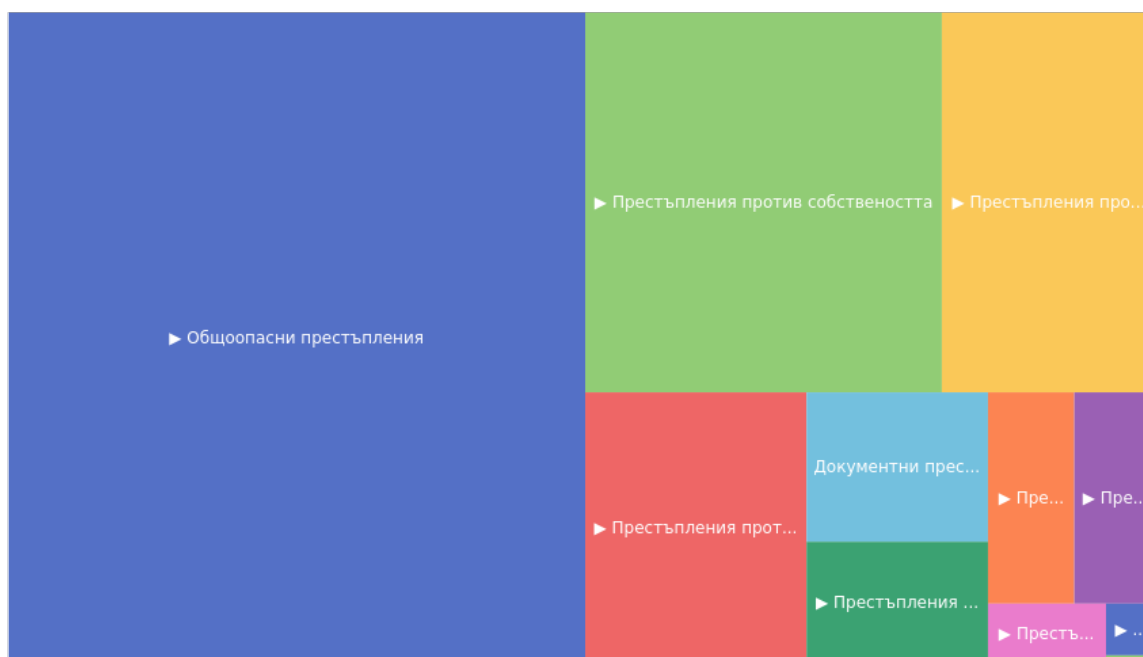 ▶ Общоопасни престъпления
▶ Престъпления против собствеността
▶ Престъпления про...
▶ Престъпления прот...
Документни прес...
▶ Престъпления ...
▶ Пре...
▶ Пре...
▶ Престъ...
▶ ...